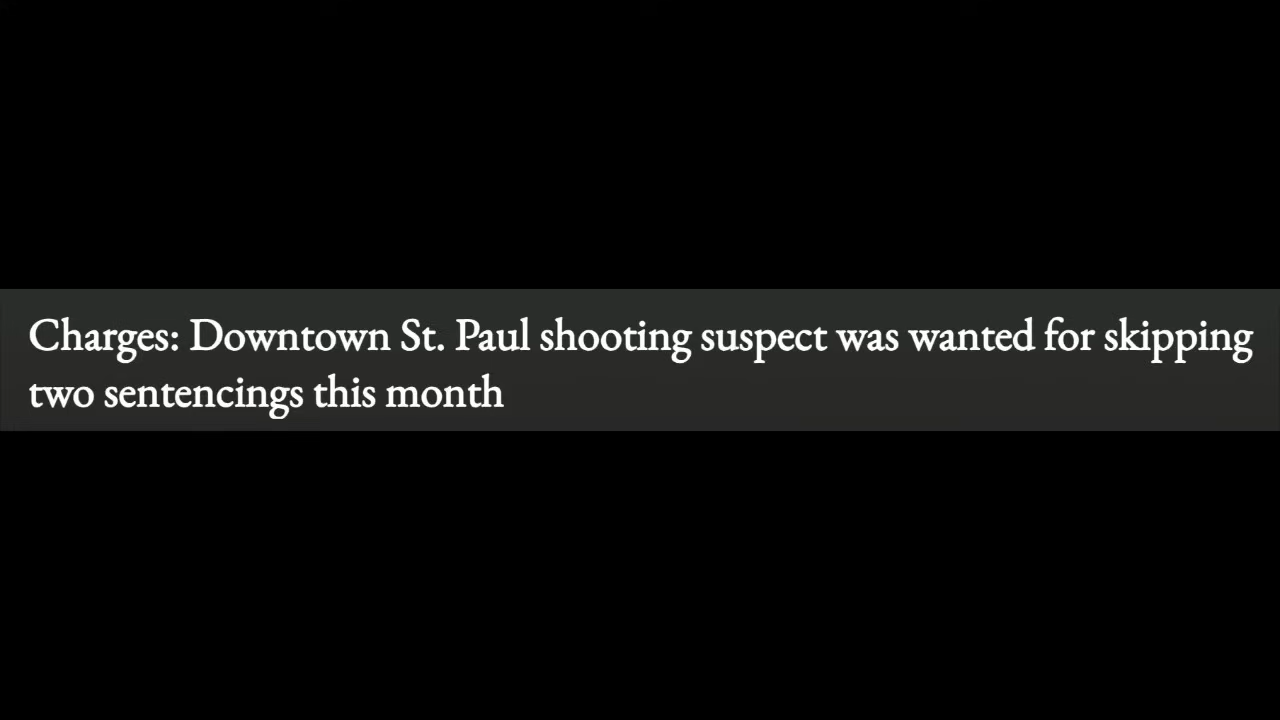 Charges: Downtown St. Paul shooting suspect was wanted for skipping
two sentencings this month